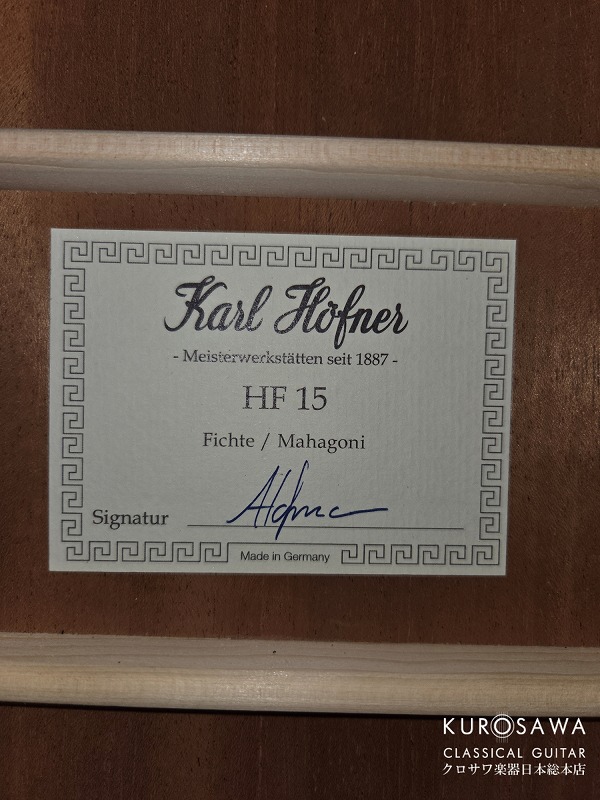 Karl Höfner
- Meisterwerkstätten seit 1887 -
HF 15
Fichte / Mahagoni
Signatur
Made in Germany
KUROSAWA
CLASSICAL GUITAR
クロサワ楽器日本総本店